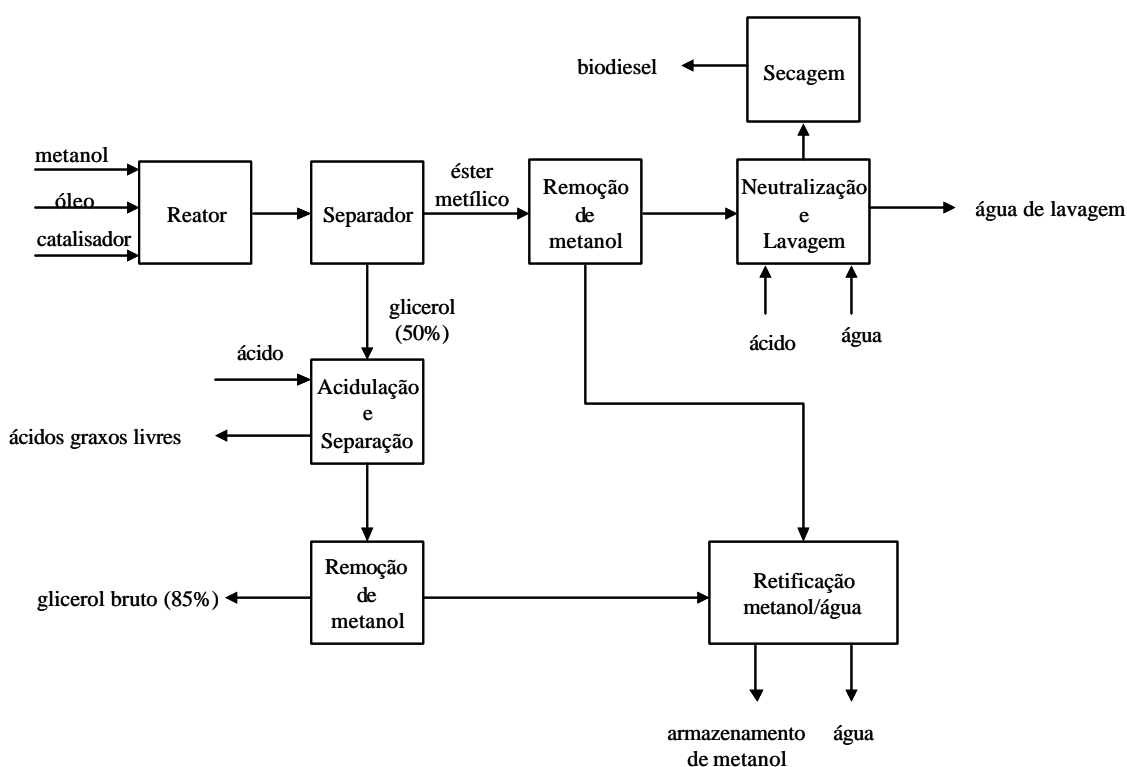 biodiesel
Secagem
metanol
óleo
catalisador
Reator
Separador
éster
metílico
Remoção
de
metanol
Neutralização
e
Lavagem
água de lavagem
glicerol
(50%)
ácido
água
ácido
Acidulação
e
Separação
ácidos graxos livres
Remoção
de
metanol
glicerol bruto (85%)
Retificação
metanol/água
armazenamento
de metanol
água